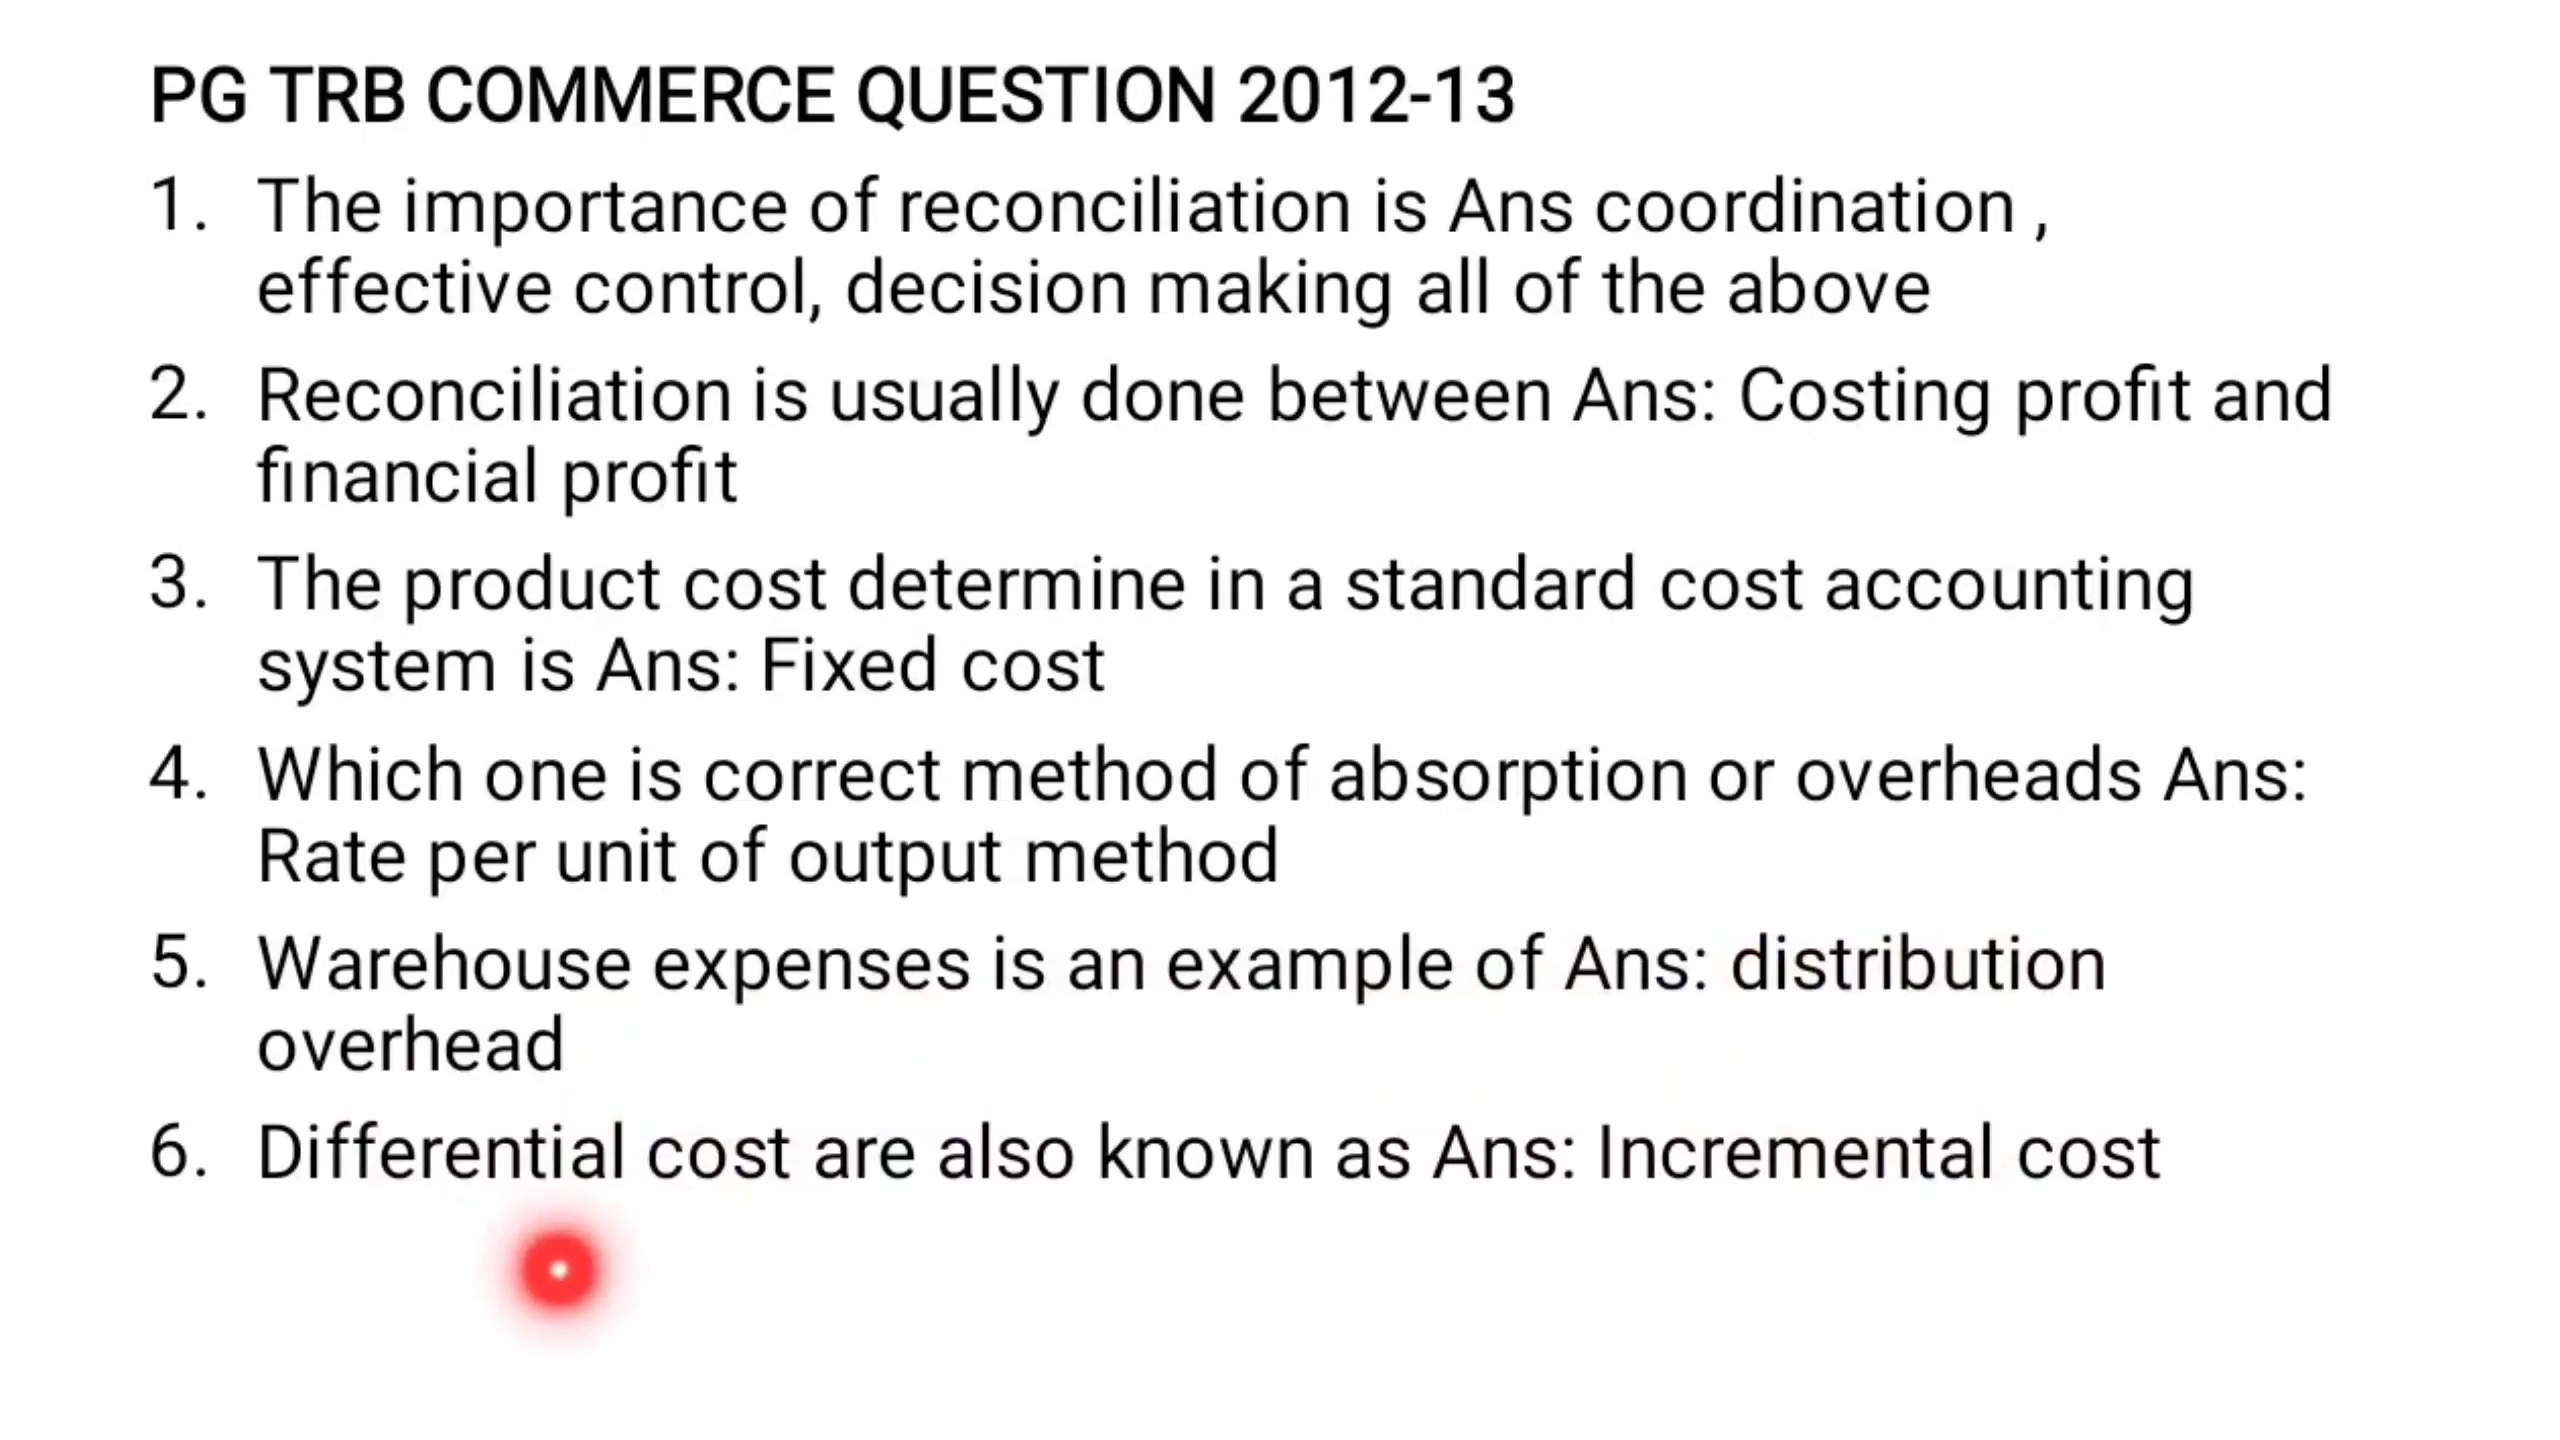 PG TRB COMMERCE QUESTION 2012-13
1. The importance of reconciliation is Ans coordination ,
effective control, decision making all of the above
2. Reconciliation is usually done between Ans: Costing profit and
financial profit
3. The product cost determine in a standard cost accounting
system is Ans: Fixed cost
4. Which one is correct method of absorption or overheads Ans:
Rate per unit of output method
5. Warehouse expenses is an example of Ans: distribution
overhead
6. Differential cost are also known as Ans: Incremental cost